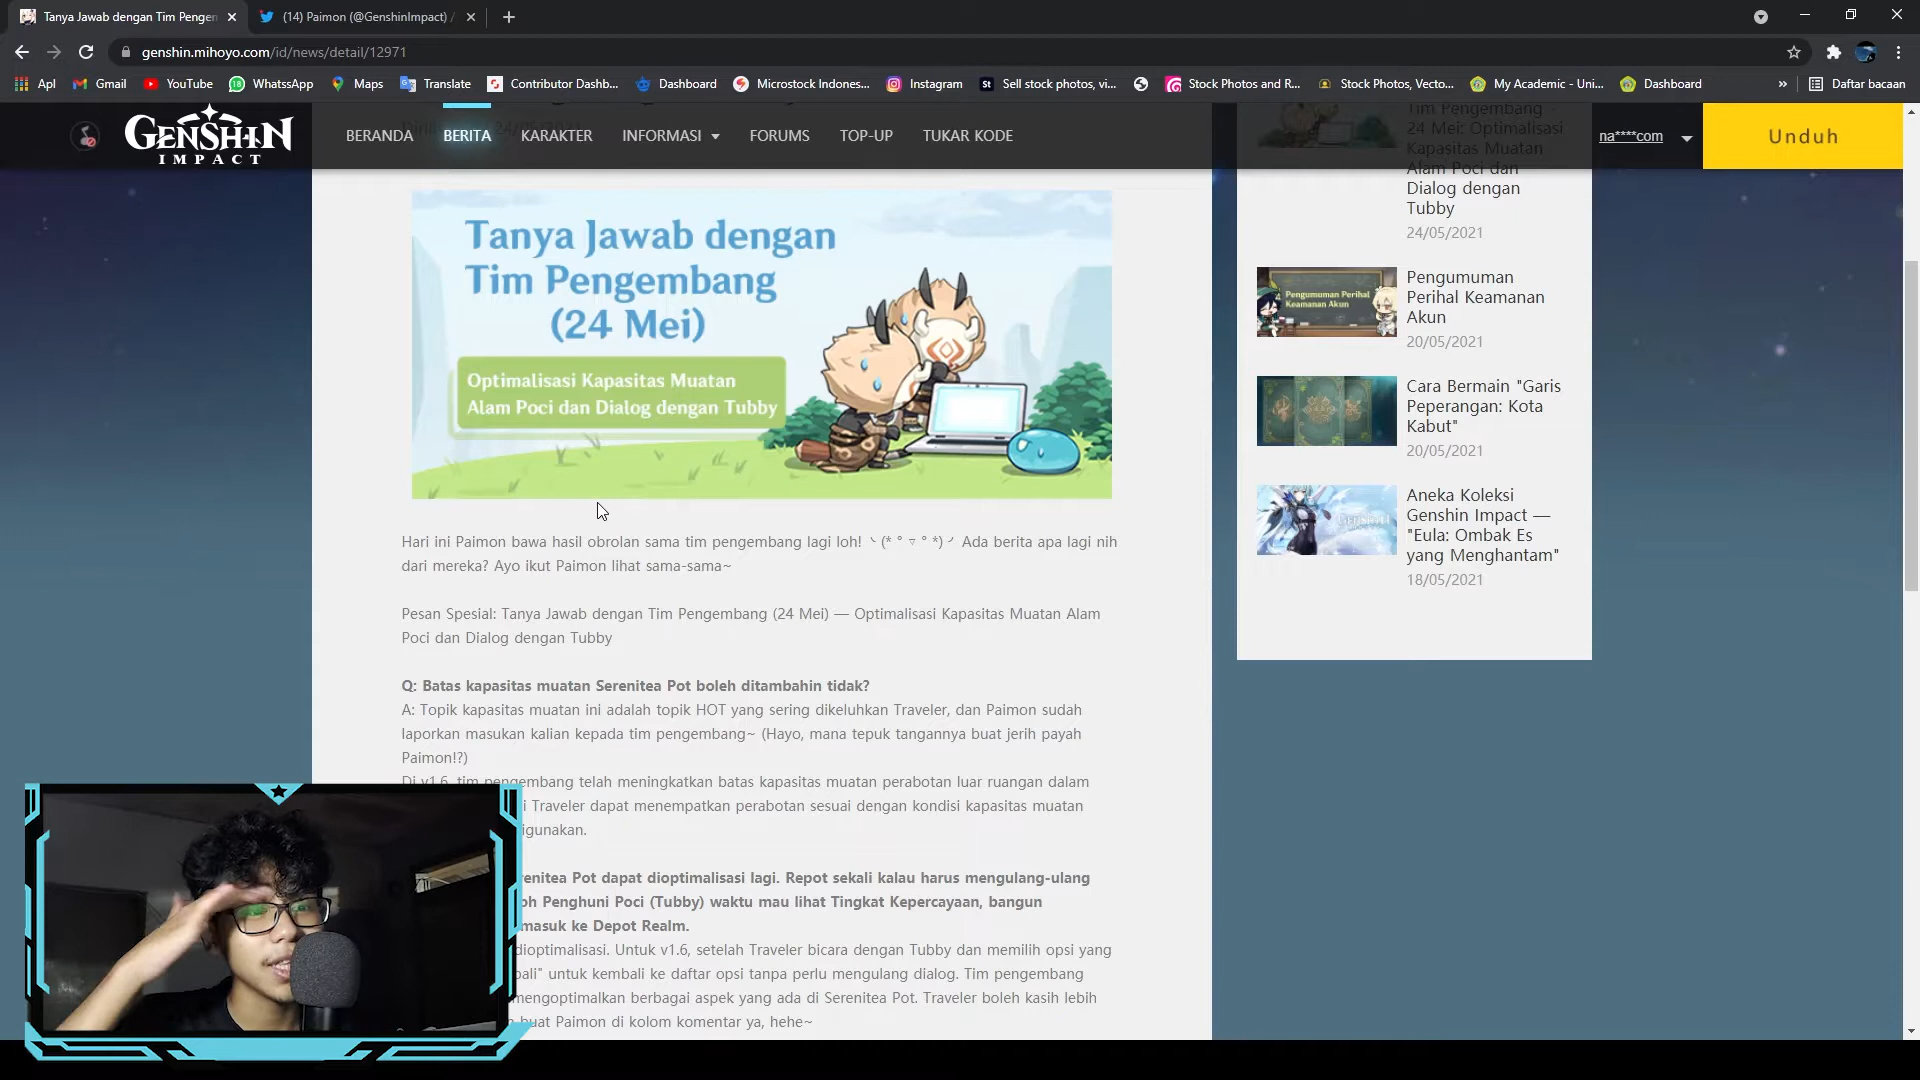 Tanya Jawab dengan Tim Penger
(14) Paimon (@GenshinImpact) /
genshin.mihoyo.com/id/news/detail/12971
Apl
Gmail
YouTube
WhatssApp
Maps
Translate
Contributor Dashb...
Dashboard
Microstock Indones...
Instagram
Sell stock photos, vi...
Stock Photos and R...
Stock Photos, Vecto...
My Academic - Uni...
Dashboard
»
Daftar bacaan
GENSHIN
IMPACT
BERANDA
BERITA
KARAKTER
INFORMASI
FORUMS
TOP-UP
TUKAR KODE
na****com
Unduh
Tanya Jawab dengan
Tim Pengembang
(24 Mei)
Optimalisasi Kapasitas Muatan
Alam Poci dan Dialog dengan Tubby
Hari ini Paimon bawa hasil obrolan sama tim pengembang lagi loh! ヽ(* ° ▽ ° *)ノ Ada berita apa lagi nih
dari mereka? Ayo ikut Paimon lihat sama-sama~
Pesan Spesial: Tanya Jawab dengan Tim Pengembang (24 Mei) — Optimalisasi Kapasitas Muatan Alam
Poci dan Dialog dengan Tubby
Q: Batas kapasitas muatan Serenitea Pot boleh ditambahin tidak?
A: Topik kapasitas muatan ini adalah topik HOT yang sering dikeluhkan Traveler, dan Paimon sudah
laporkan masukan kalian kepada tim pengembang~ (Hayo, mana tepuk tangannya buat jerih payah
Paimon!?)
Di v1.6, tim pengembang telah meningkatkan batas kapasitas muatan perabotan luar ruangan dalam
i Traveler dapat menempatkan perabotan sesuai dengan kondisi kapasitas muatan
igunakan.
renitea Pot dapat dioptimalisasi lagi. Repot sekali kalau harus mengulang-ulang
oh Penghuni Poci (Tubby) waktu mau lihat Tingkat Kepercayaan, bangun
masuk ke Depot Realm.
dioptimalisasi. Untuk v1.6, setelah Traveler bicara dengan Tubby dan memilih opsi yang
bali" untuk kembali ke daftar opsi tanpa perlu mengulang dialog. Tim pengembang
mengoptimalkan berbagai aspek yang ada di Serenitea Pot. Traveler boleh kasih lebih
buat Paimon di kolom komentar ya, hehe~
Tim Pengembang
24 Mei: Optimalisasi
Kapasitas Muatan
Alam Poci dan
Dialog dengan
Tubby
24/05/2021
Pengumuman Perihal
Keamanan Akun
Pengumuman
Perihal Keamanan
Akun
20/05/2021
Cara Bermain "Garis
Peperangan: Kota
Kabut"
20/05/2021
Aneka Koleksi
Genshin Impact —
"Eula: Ombak Es
yang Menghantam"
18/05/2021